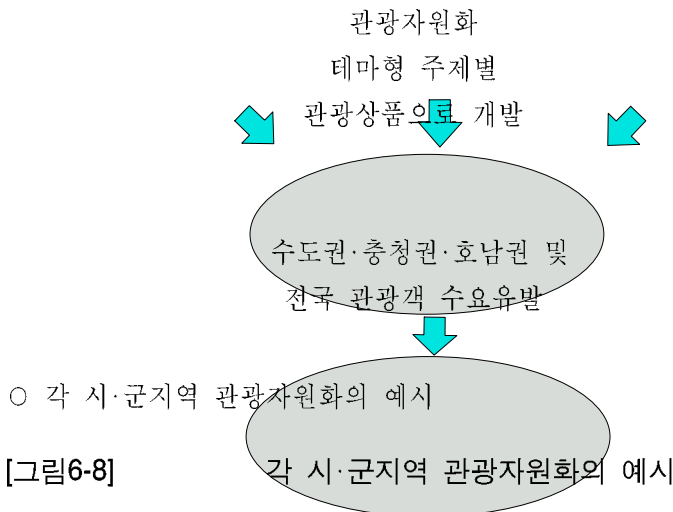 관광자원화
테마형 주제별
관광상품으로 개발
수도권·충청권·호남권 및
전국 관광객 수요유발
○ 각 시·군지역 관광자원화의 예시
[그림6-8] 각 시·군지역 관광자원화의 예시